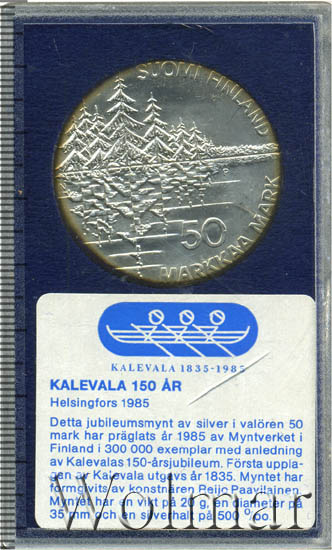 SUOMI FINLAND
50
MARKKAA MARK
KALEVALA 1835-1985
KALEVALA 150 ÅR
Helsingfors 1985
Detta jubileumsmynt av silver i valören 50
mark har präglats år 1985 av Myntverket i
Finland i 300 000 exemplar med anledning
av Kalevalas 150-årsjubileum. Första uppla-
gan av Kalevala utgavs år 1835. Myntet har
formgivits av konstnären Reijo Paavilainen.
Myntet har en vikt på 20 g, en diameter på
35 mm och en silverhalt på 500 ‰.
Wolmar